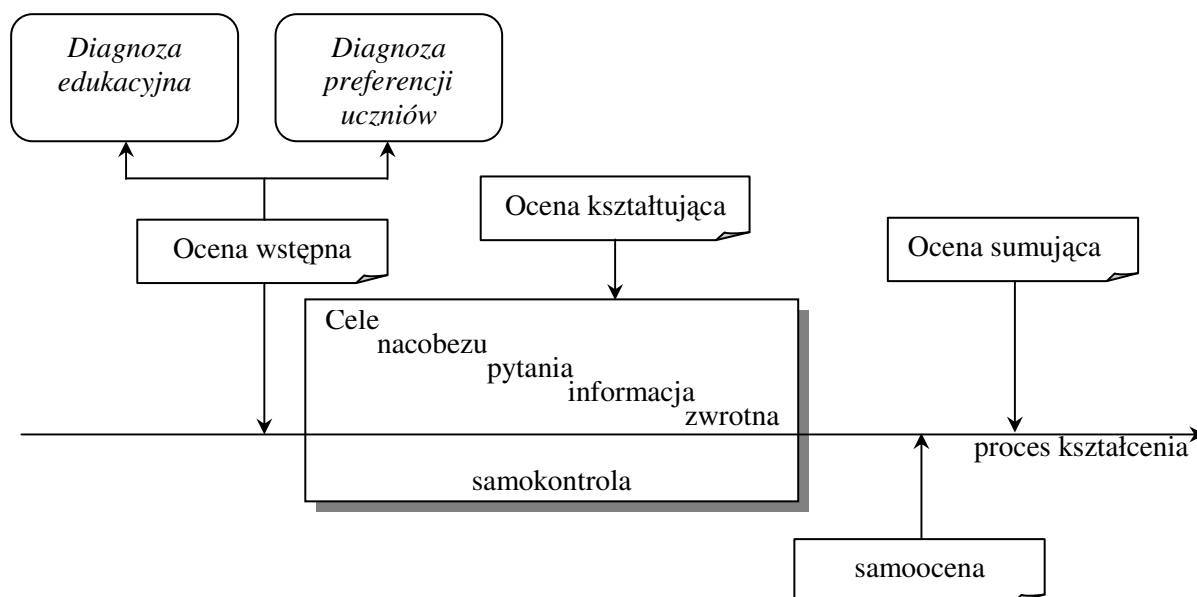 Diagnoza
edukacyjna
Diagnoza
preferencji
uczniów
Ocena kształtująca
Ocena wstępna
Ocena sumująca
Cele
nacobezu
pytania
informacja
zwrotna
proces kształcenia
samokontrola
samoocena